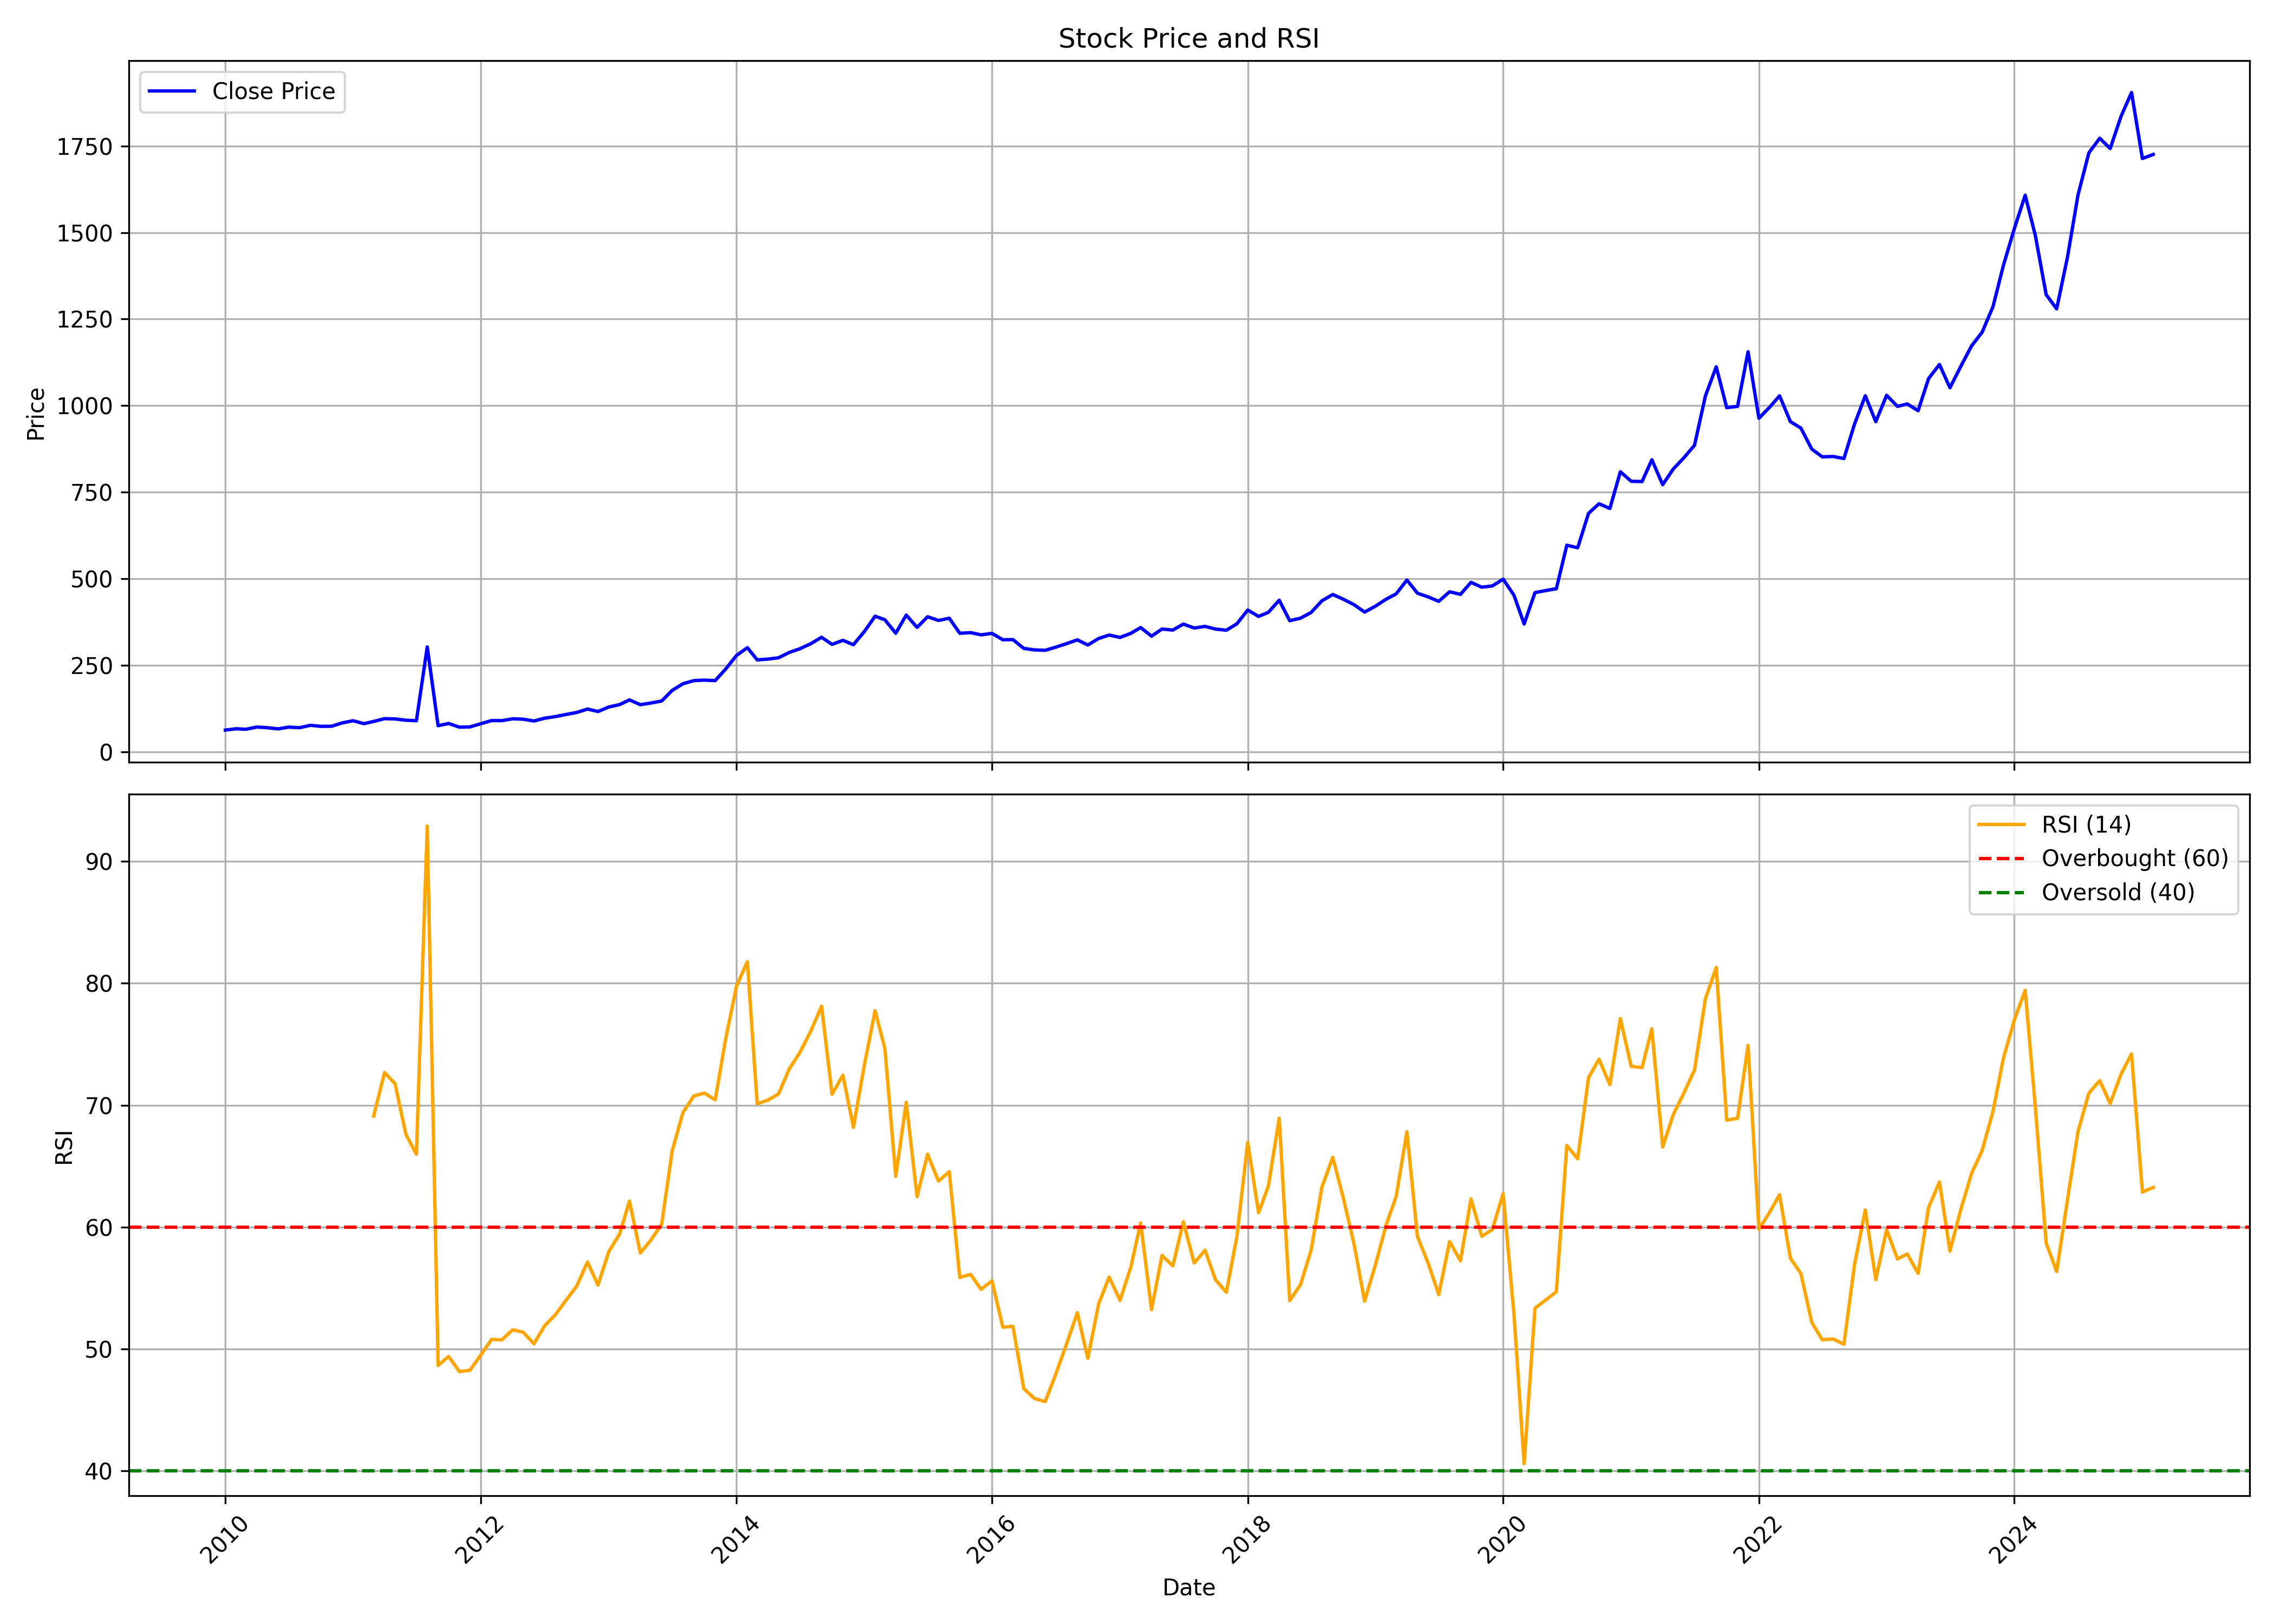 Stock Price and RSI
Close Price
Price
1750
1500
1250
1000
750
500
250
0
RSI (14)
Overbought (60)
Oversold (40)
RSI
90
80
70
60
50
40
2010
2012
2014
2016
2018
2020
2022
2024
Date